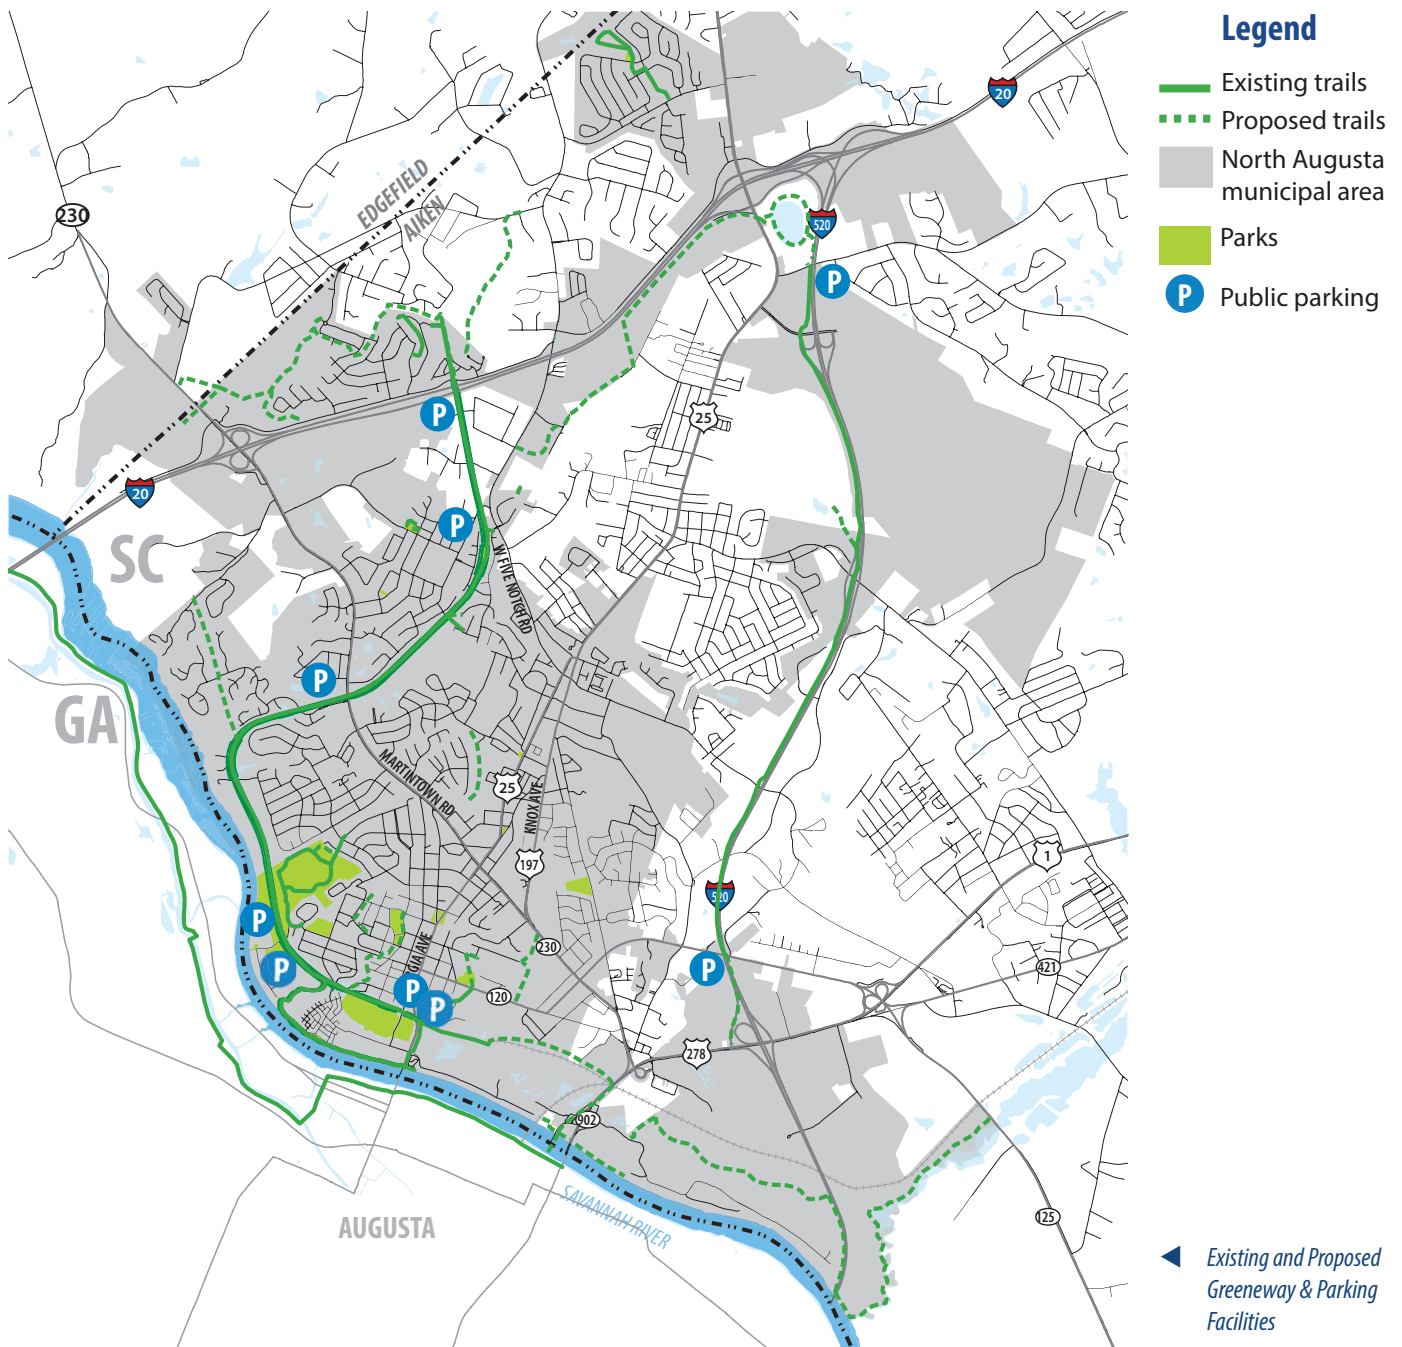 Legend
Existing trails
Proposed trails
North Augusta
municipal area
Parks
P
Public parking
20
230
EDGEFIELD
AIKEN
520
P
P
25
20
P
SC
W FIVE NOTCH RD
GA
P
MARTINTOWN RD
25
KNOX AVE
197
1
520
P
GIA AVE
230
P
P
421
P
P
120
278
902
SAVANNAH RIVER
AUGUSTA
125
Existing and Proposed
Greeneway & Parking
Facilities